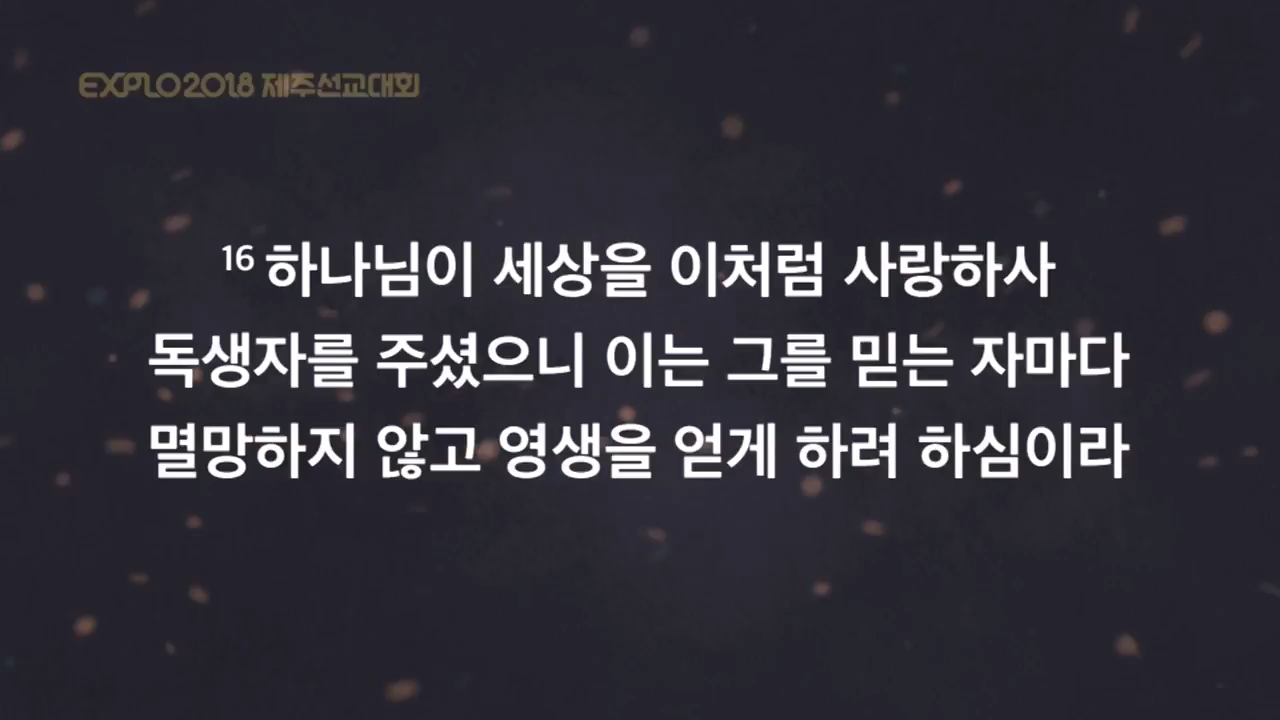 EXPLO2018 제주선교대회
16 하나님이 세상을 이처럼 사랑하사
독생자를 주셨으니 이는 그를 믿는 자마다
멸망하지 않고 영생을 얻게 하려 하심이라